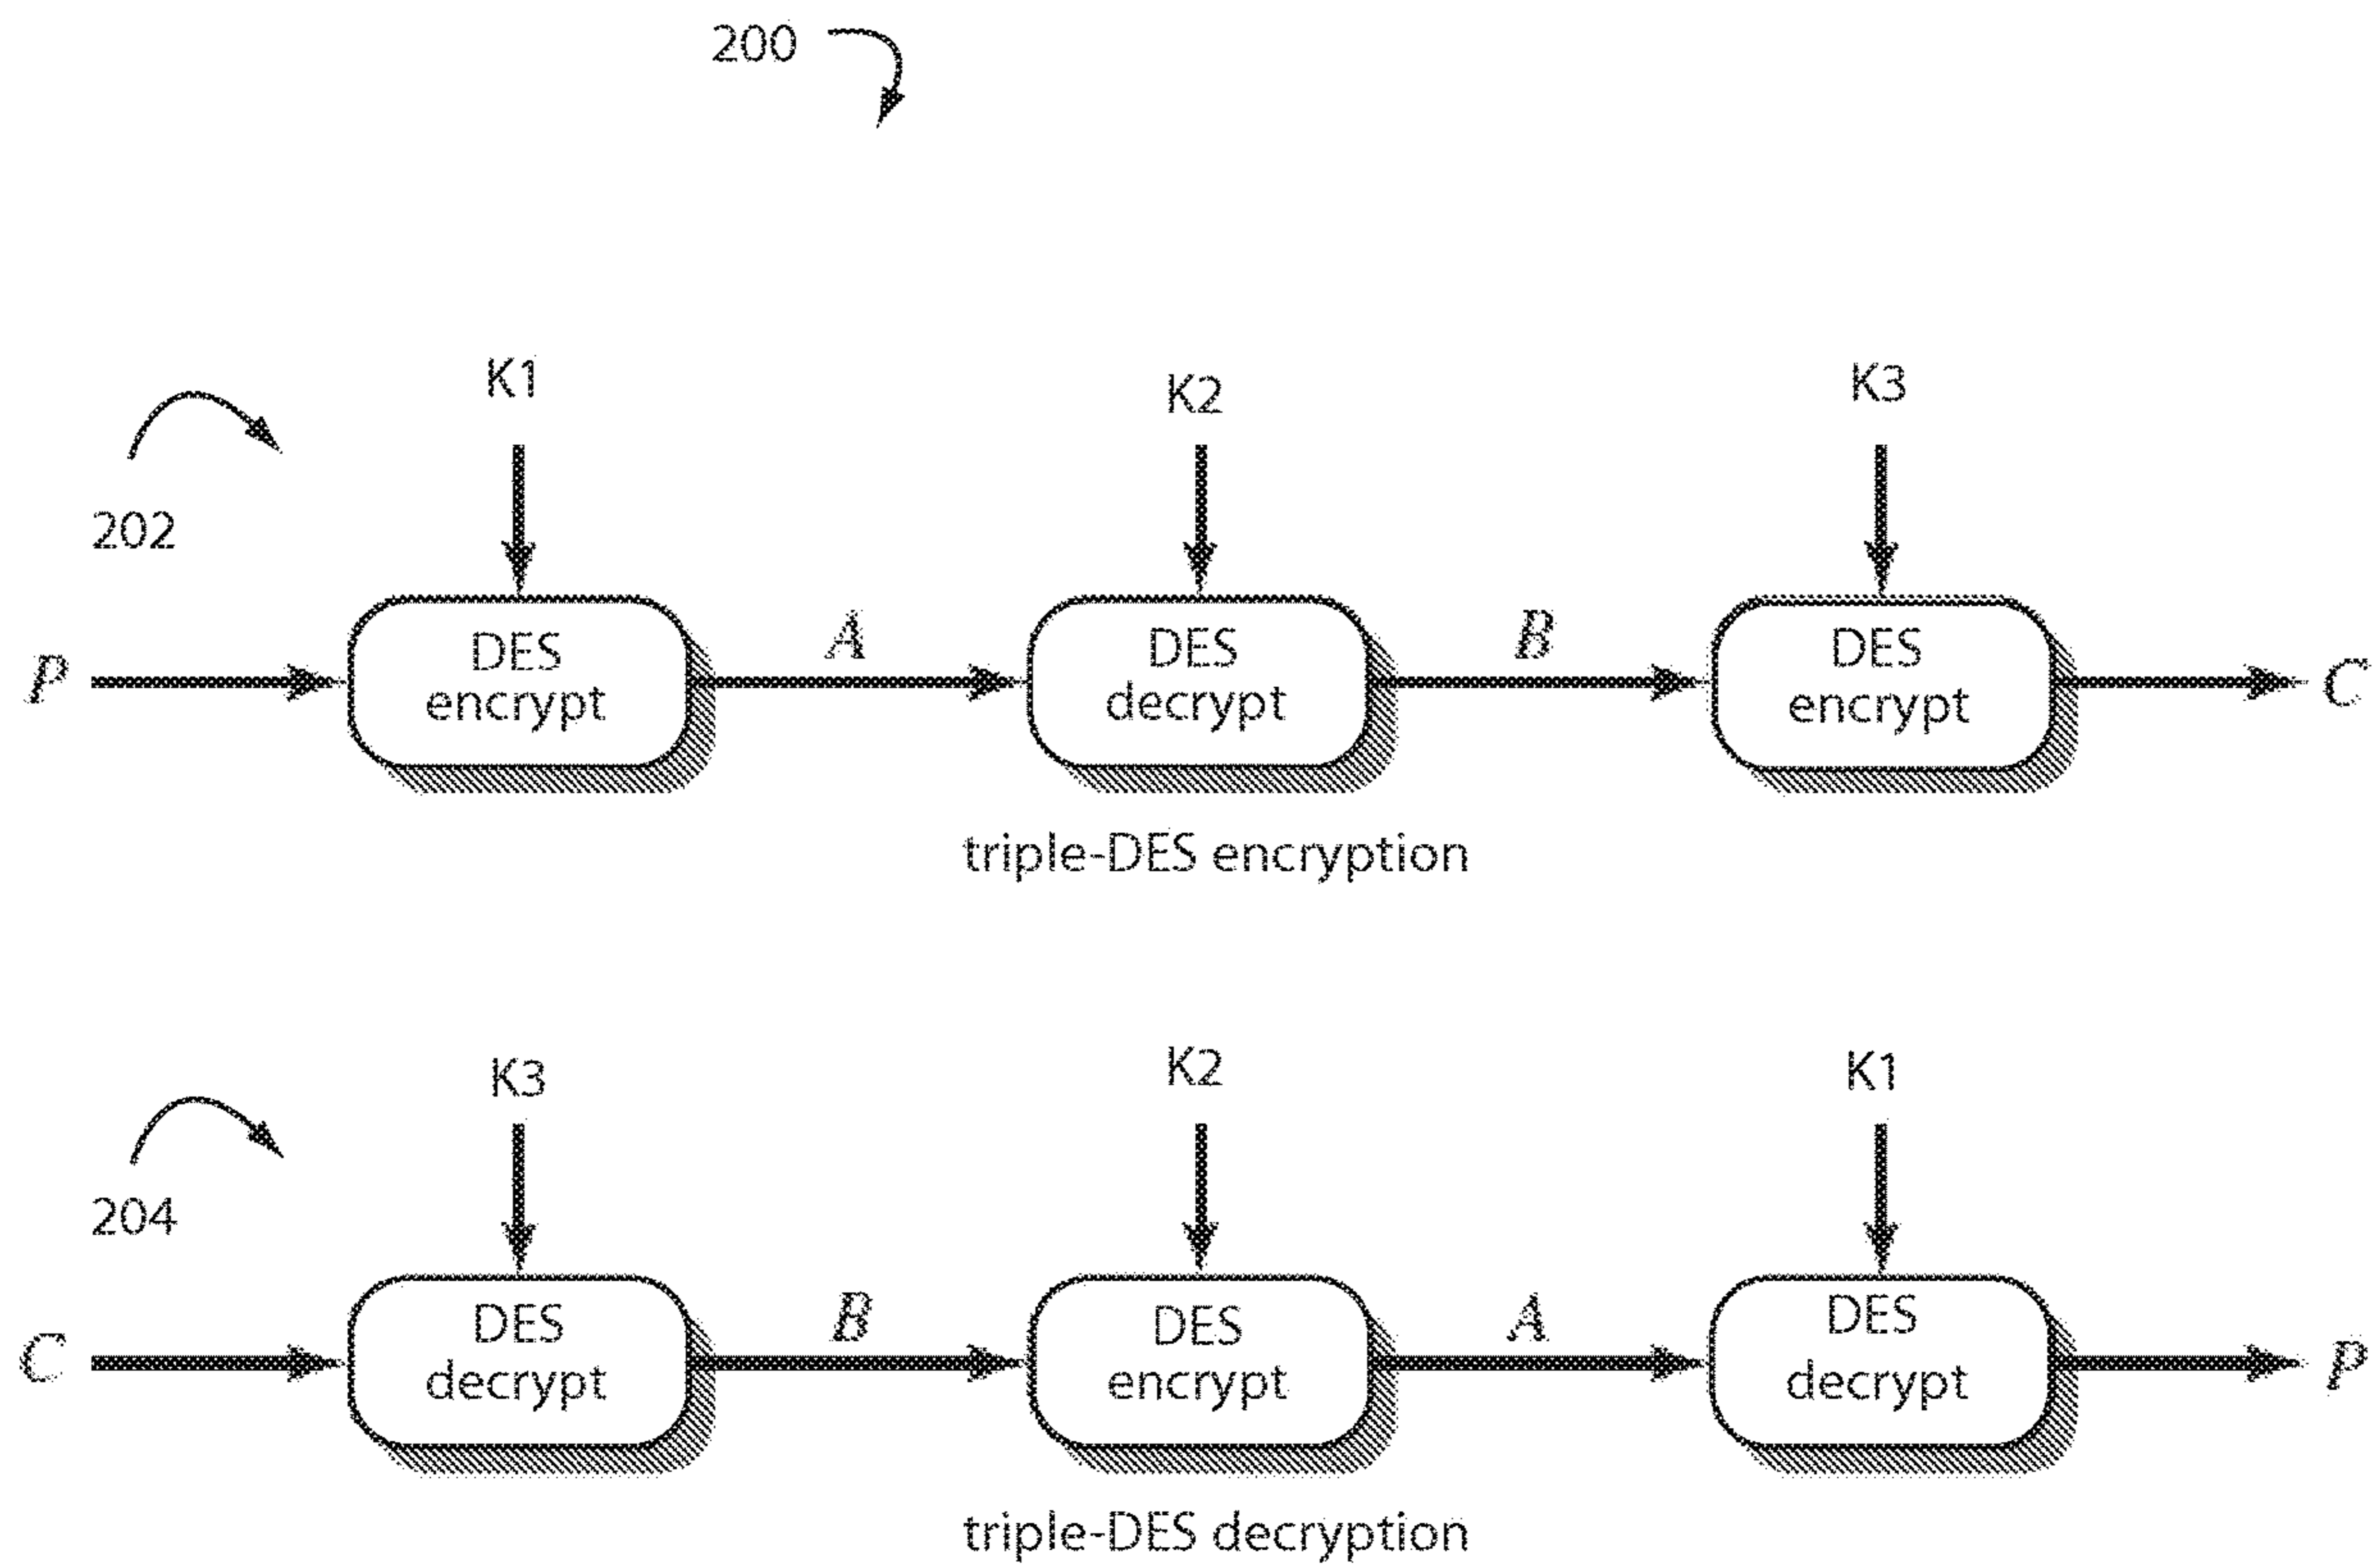 200
K1
K2
K3
202
P
DES
encrypt
A
DES
decrypt
B
DES
encrypt
C
triple-DES encryption
K3
K2
K1
204
C
DES
decrypt
B
DES
encrypt
A
DES
decrypt
P
triple-DES decryption